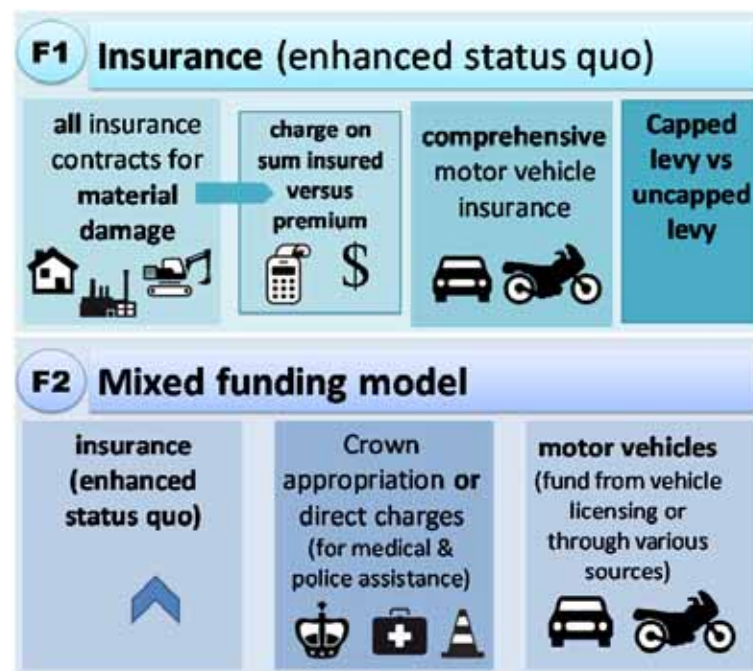 F1 Insurance (enhanced status quo)
all insurance
contracts for
material
damage
charge on
sum insured
versus
premium
$
comprehensive
motor vehicle
insurance
Capped
levy vs
uncapped
levy
F2 Mixed funding model
insurance
(enhanced
status quo)
Crown
appropriation or
direct charges
(for medical &
police assistance)
motor vehicles
(fund from vehicle
licensing or
through various
sources)